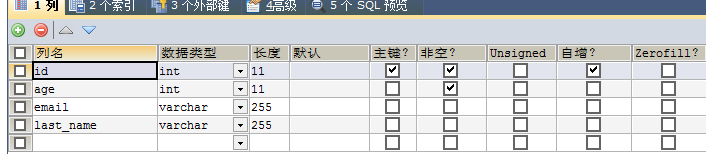 1 列 2 个索引 3 个外部键 4高级 5 个 SQL 预览
列名 数据类型 长度 默认 主键? 非空? Unsigned 自增? Zerofill?
id int 11
age int 11
email varchar 255
last_name varchar 255